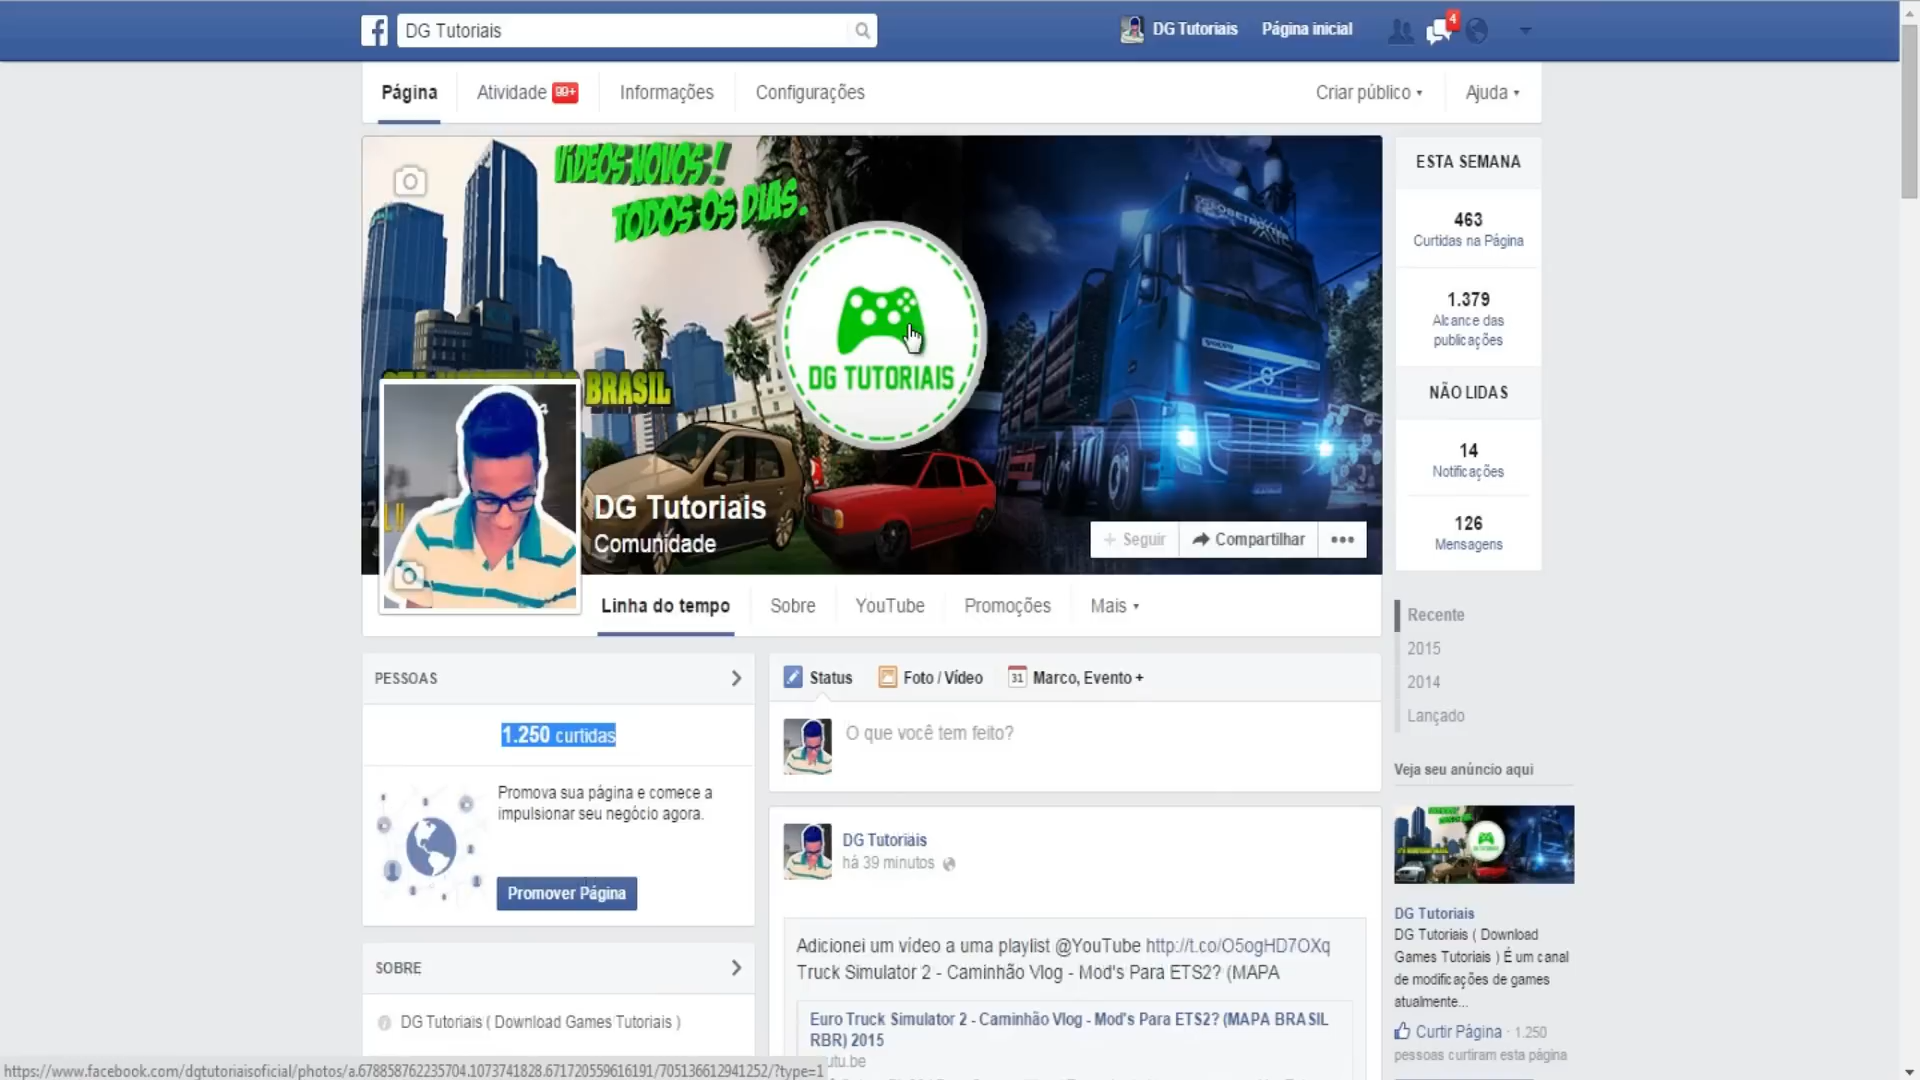 DG Tutoriais
DG Tutoriais
Página inicial
4
Página
Atividade 99+
Informações
Configurações
Criar público
Ajuda
VÍDEOS NOVOS!
TODOS OS DIAS.
BRASIL
DG TUTORIAIS
VOLVO
DG Tutoriais
Comunidade
+ Seguir
Compartilhar
Linha do tempo
Sobre
YouTube
Promoções
Mais
ESTA SEMANA
463
Curtidas na Página
1.379
Alcance das
publicações
NÃO LIDAS
14
Notificações
126
Mensagens
Recente
2015
2014
Lançado
PESSOAS
1.250 curtidas
Promova sua página e comece a
impulsionar seu negócio agora.
Promover Página
SOBRE
DG Tutoriais ( Download Games Tutoriais )
Status
Foto / Vídeo
31 Marco, Evento +
O que você tem feito?
DG Tutoriais
há 39 minutos
Adicionei um vídeo a uma playlist @YouTube http://t.co/O5ogHD7OXq
Truck Simulator 2 - Caminhão Vlog - Mod's Para ETS2? (MAPA
Euro Truck Simulator 2 - Caminhão Vlog - Mod's Para ETS2? (MAPA BRASIL
RBR) 2015
utu.be
Veja seu anúncio aqui
DG Tutoriais
DG Tutoriais ( Download
Games Tutoriais ) É um canal
de modificações de games
atualmente...
Curtir Página · 1.250
pessoas curtiram esta página
https://www.facebook.com/dgtutoriaisoficial/photos/a.678858762235704.1073741828.671720559616191/705136612941252/?type=1